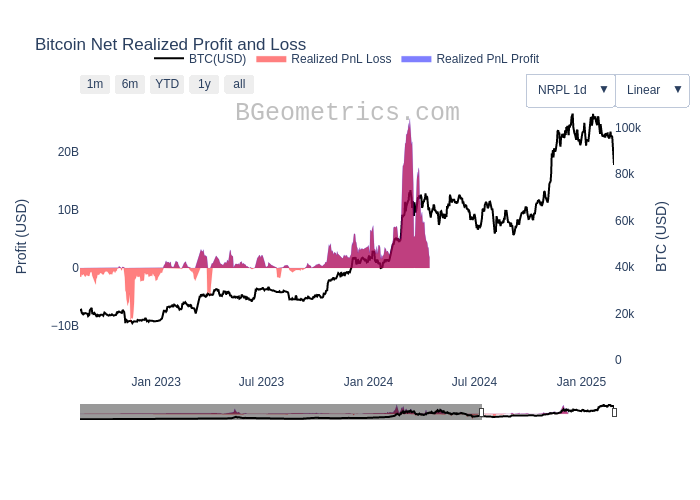 Bitcoin Net Realized Profit and Loss
BTC(USD) Realized PnL Loss Realized PnL Profit
1m 6m YTD 1y all
NRPL 1d ▼ Linear ▼
BGeometrics.com
Profit (USD)
20B
10B
0
−10B
BTC (USD)
100k
80k
60k
40k
20k
0
Jan 2023 Jul 2023 Jan 2024 Jul 2024 Jan 2025